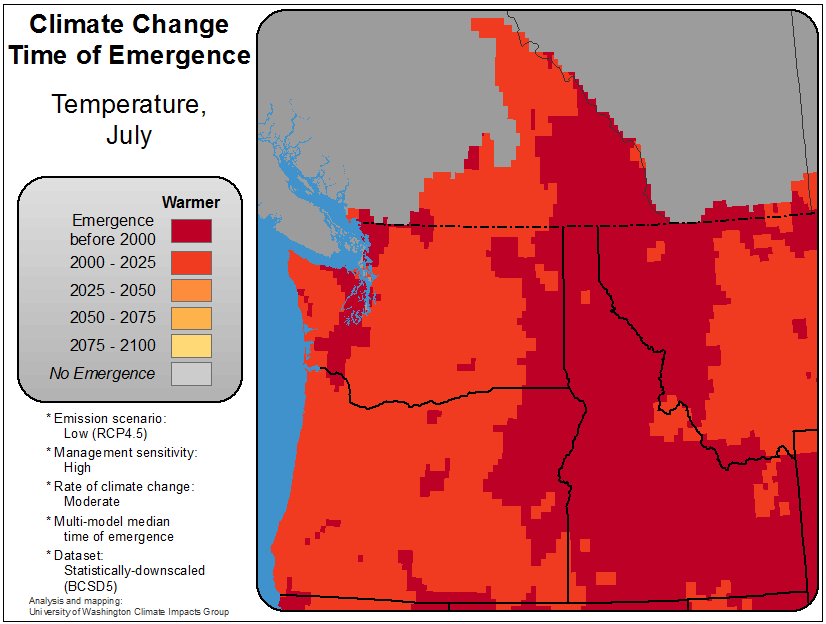 Climate Change
Time of Emergence
Temperature,
July
Warmer
Emergence
before 2000
2000 - 2025
2025 - 2050
2050 - 2075
2075 - 2100
No Emergence
* Emission scenario:
Low (RCP4.5)
* Management sensitivity:
High
* Rate of climate change:
Moderate
* Multi-model median
time of emergence
* Dataset:
Statistically-downscaled
(BCSD5)
Analysis and mapping:
University of Washington Climate Impacts Group